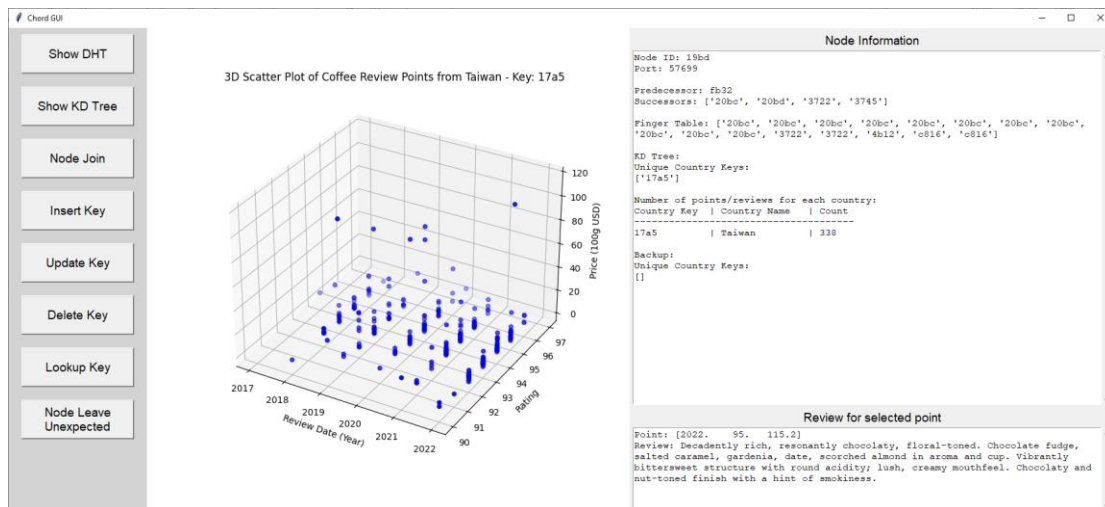 Chord GUI
Show DHT
Show KD Tree
Node Join
Insert Key
Update Key
Delete Key
Lookup Key
Node Leave
Unexpected
3D Scatter Plot of Coffee Review Points from Taiwan - Key: 17a5
120
100
80
60
40
20
0
Price (100g USD)
97
96
95
94
93
92
91
90
Rating
2017
2018
2019
2020
2021
2022
Review Date (Year)
Node Information
Node ID: 19bd
Port: 57699
Predecessor: fb32
Successors: ['20bc', '20bd', '3722', '3745']
Finger Table: ['20bc', '20bc', '20bc', '20bc', '20bc', '20bc', '20bc', '20bc',
'20bc', '20bc', '20bc', '3722', '3722', '4b12', 'c816', 'c816']
KD Tree:
Unique Country Keys:
['17a5']
Number of points/reviews for each country:
Country Key | Country Name | Count
----------------------------------------
17a5 | Taiwan | 338
Backup:
Unique Country Keys:
[]
Review for selected point
Point: [2022. 95. 115.2]
Review: Decadently rich, resonantly chocolaty, floral-toned. Chocolate fudge,
salted caramel, gardenia, date, scorched almond in aroma and cup. Vibrantly
bittersweet structure with round acidity; lush, creamy mouthfeel. Chocolaty and
nut-toned finish with a hint of smokiness.